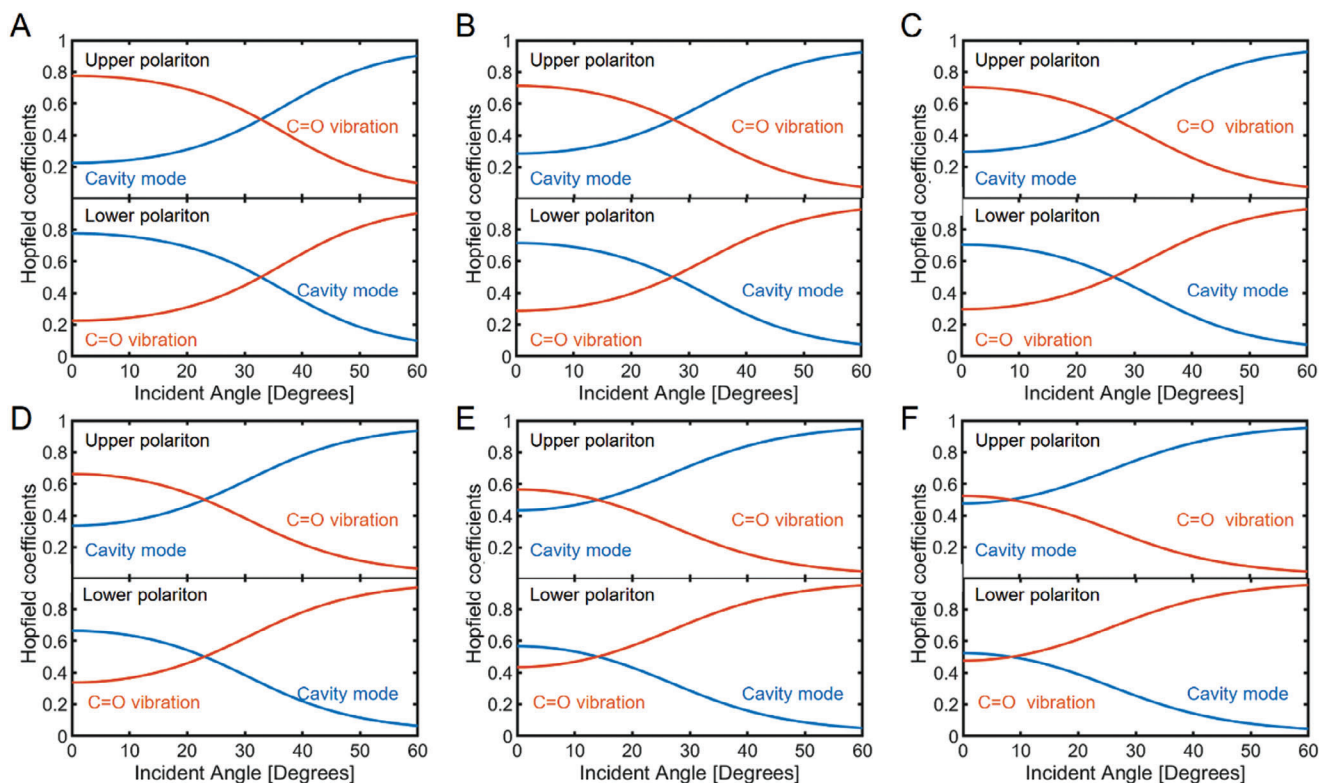 A
Hopfield coefficients
1
0.8
0.6
0.4
0.2
Upper polariton
C=O vibration
Cavity mode
0.8
0.6
0.4
0.2
0
Lower polariton
Cavity mode
C=O vibration
0 10 20 30 40 50 60
Incident Angle [Degrees]
B
Hopfield coefficients
1
0.8
0.6
0.4
0.2
Upper polariton
C=O vibration
Cavity mode
0.8
0.6
0.4
0.2
0
Lower polariton
Cavity mode
C=O vibration
0 10 20 30 40 50 60
Incident Angle [Degrees]
C
Hopfield coefficients
1
0.8
0.6
0.4
0.2
Upper polariton
C=O vibration
Cavity mode
0.8
0.6
0.4
0.2
0
Lower polariton
Cavity mode
C=O vibration
0 10 20 30 40 50 60
Incident Angle [Degrees]
D
Hopfield coefficients
1
0.8
0.6
0.4
0.2
Upper polariton
C=O vibration
Cavity mode
0.8
0.6
0.4
0.2
0
Lower polariton
C=O vibration
Cavity mode
0 10 20 30 40 50 60
Incident Angle [Degrees]
E
Hopfield coefficients
1
0.8
0.6
0.4
0.2
Upper polariton
C=O vibration
Cavity mode
0.8
0.6
0.4
0.2
0
Lower polariton
C=O vibration
Cavity mode
0 10 20 30 40 50 60
Incident Angle [Degrees]
F
Hopfield coefficients
1
0.8
0.6
0.4
0.2
Upper polariton
C=O vibration
Cavity mode
0.8
0.6
0.4
0.2
0
Lower polariton
C=O vibration
Cavity mode
0 10 20 30 40 50 60
Incident Angle [Degrees]